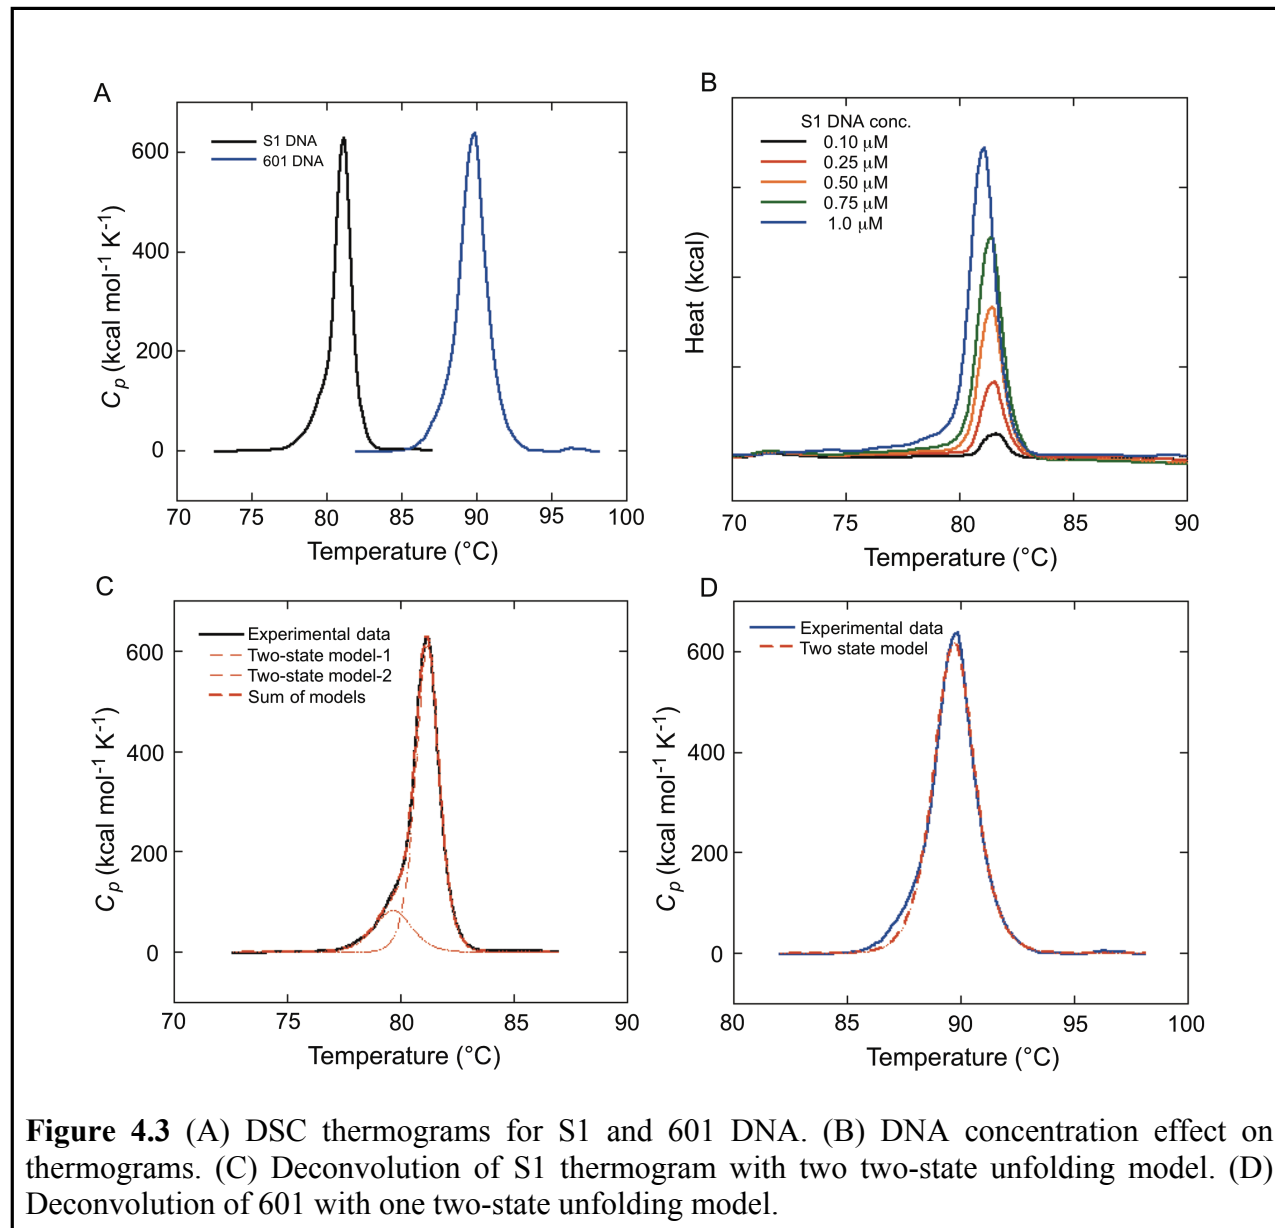 A
S1 DNA
601 DNA
600
400
200
0
Cp (kcal mol-1 K-1)
70 75 80 85 90 95 100
Temperature (°C)
B
S1 DNA conc.
0.10 μM
0.25 μM
0.50 μM
0.75 μM
1.0 μM
Heat (kcal)
70 75 80 85 90
Temperature (°C)
C
Experimental data
Two-state model-1
Two-state model-2
Sum of models
600
400
200
0
Cp (kcal mol-1 K-1)
70 75 80 85 90
Temperature (°C)
D
Experimental data
Two state model
600
400
200
0
Cp (kcal mol-1 K-1)
80 85 90 95 100
Temperature (°C)
Figure 4.3 (A) DSC thermograms for S1 and 601 DNA. (B) DNA concentration effect on
thermograms. (C) Deconvolution of S1 thermogram with two two-state unfolding model. (D)
Deconvolution of 601 with one two-state unfolding model.